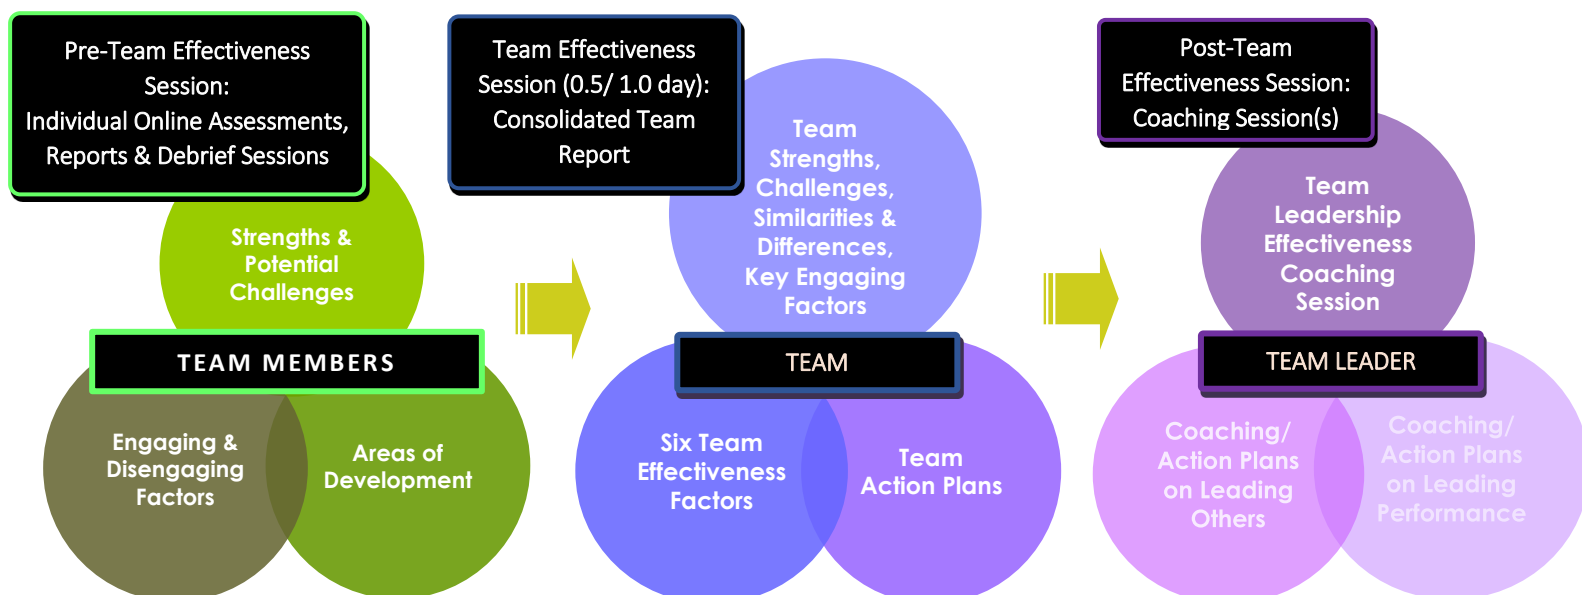 Pre-Team Effectiveness
Session:
Individual Online Assessments,
Reports & Debrief Sessions
Strengths &
Potential
Challenges
TEAM MEMBERS
Engaging &
Disengaging
Factors
Areas of
Development
Team Effectiveness
Session (0.5/ 1.0 day):
Consolidated Team
Report
Team
Strengths,
Challenges,
Similarities &
Differences,
Key Engaging
Factors
TEAM
Six Team
Effectiveness
Factors
Team
Action Plans
Post-Team
Effectiveness Session:
Coaching Session(s)
Team
Leadership
Effectiveness
Coaching
Session
TEAM LEADER
Coaching/
Action Plans
on Leading
Others
Coaching/
Action Plans
on Leading
Performance